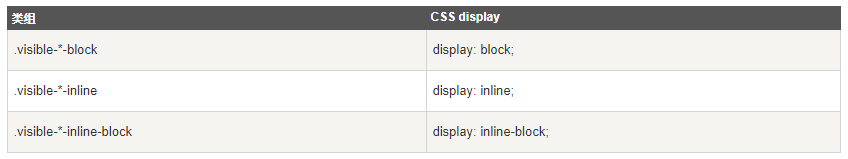 类组 CSS display
.visible-*-block display: block;
.visible-*-inline display: inline;
.visible-*-inline-block display: inline-block;